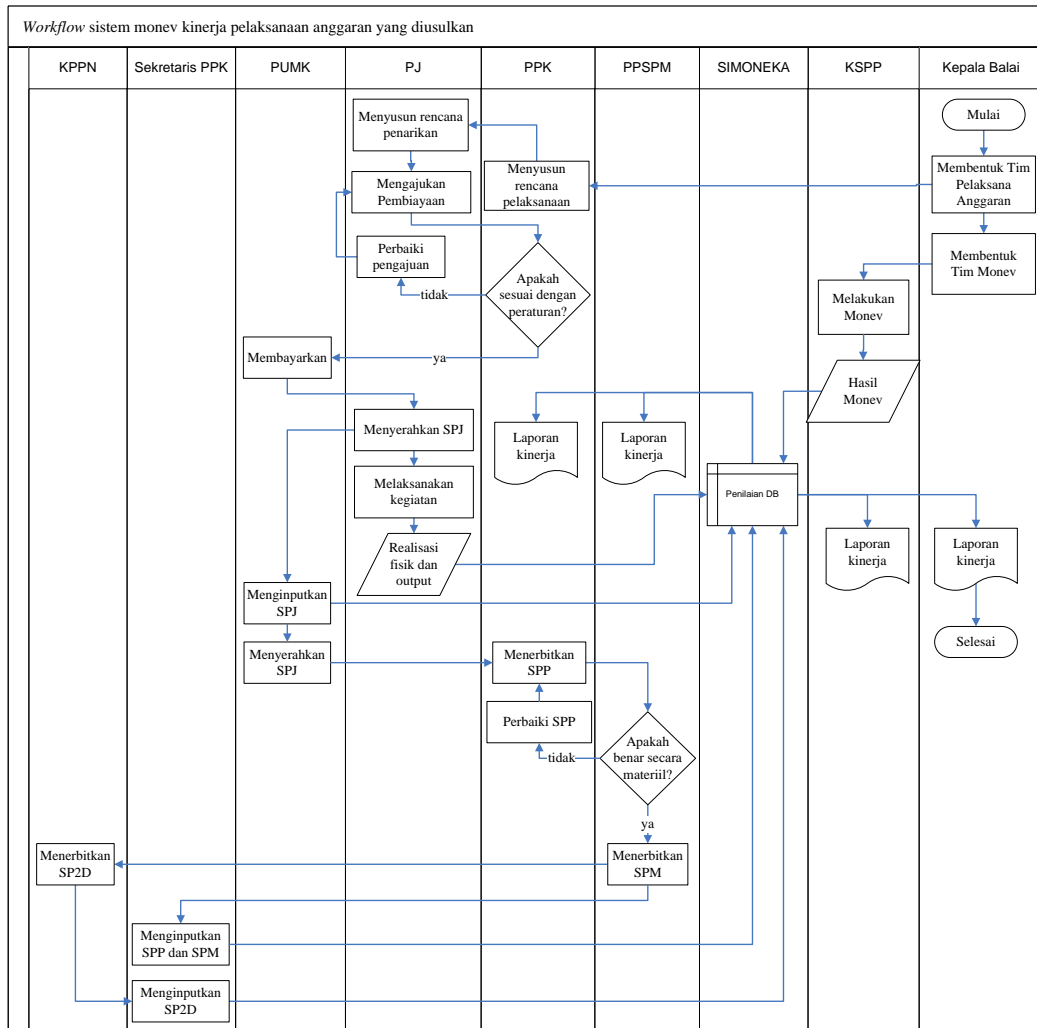 Workflow sistem monev kinerja pelaksanaan anggaran yang diusulkan
KPPN
Sekretaris PPK
PUMK
PJ
PPK
PPSPM
SIMONEKA
KSPP
Kepala Balai
Mulai
Menyusun rencana
penarikan
Membentuk Tim
Pelaksana
Anggaran
Menyusun
rencana
pelaksanaan
Mengajukan
Pembiayaan
Membentuk
Tim Monev
Perbaiki
pengajuan
Apakah
sesuai dengan
peraturan?
tidak
Melakukan
Monev
ya
Membayarkan
Hasil
Monev
Menyerahkan SPJ
Laporan
kinerja
Laporan
kinerja
Melaksanakan
kegiatan
Penilaian DB
Realisasi
fisik dan
output
Laporan
kinerja
Laporan
kinerja
Menginputkan
SPJ
Selesai
Menyerahkan
SPJ
Menerbitkan
SPP
Perbaiki SPP
Apakah
benar secara
materiil?
tidak
ya
Menerbitkan
SP2D
Menerbitkan
SPM
Menginputkan
SPP dan SPM
Menginputkan
SP2D